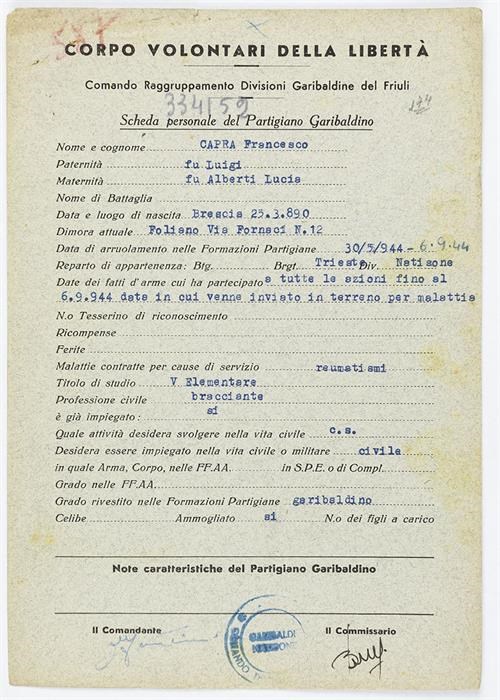 CORPO VOLONTARI DELLA LIBERTÀ
Comando Raggruppamento Divisioni Garibaldine del Friuli
334/52
Scheda personale del Partigiano Garibaldino
Nome e cognome CAPRA Francesco
Paternità fu Luigi
Maternità fu Alberti Lucia
Nome di Battaglia
Data e luogo di nascita Brescia 25.3.890
Dimora attuale Foliano Via Fornaci N.12
Data di arruolamento nelle Formazioni Partigiane 30/5/944 - 6.9.44
Reparto di appartenenza: Btg. Brgt. Trieste Div. Natisone
Date dei fatti d'arme cui ha partecipato a tutte le azioni fino al
6.9.944 data in cui venne inviato in terreno per malattia
N.o Tesserino di riconoscimento
Ricompense
Ferite
Malattie contratte per cause di servizio reumatismi
Titolo di studio V Elementare
Professione civile bracciante
è già impiegato: si
Quale attività desidera svolgere nella vita civile c.s.
Desidera essere impiegato nella vita civile o militare civile
in quale Arma, Corpo, nelle FF.AA. in S.P.E. o di Compl.
Grado nelle FF.AA.
Grado rivestito nelle Formazioni Partigiane garibaldino
Celibe Ammogliato si N.o dei figli a carico
Note caratteristiche del Partigiano Garibaldino
Il Comandante Il Commissario
GARIBALDI
NATISONE
COMANDO